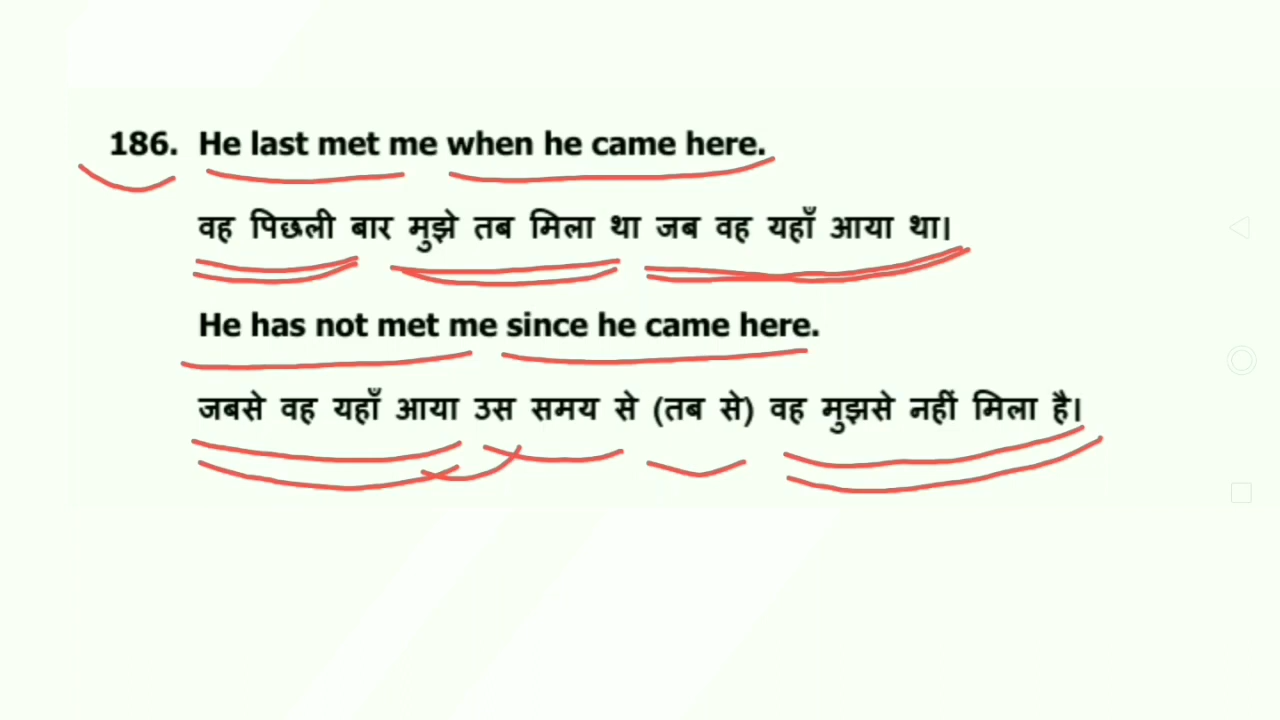 186. He last met me when he came here.
वह पिछली बार मुझे तब मिला था जब वह यहाँ आया था।
He has not met me since he came here.
जबसे वह यहाँ आया उस समय से (तब से) वह मुझसे नहीं मिला है।